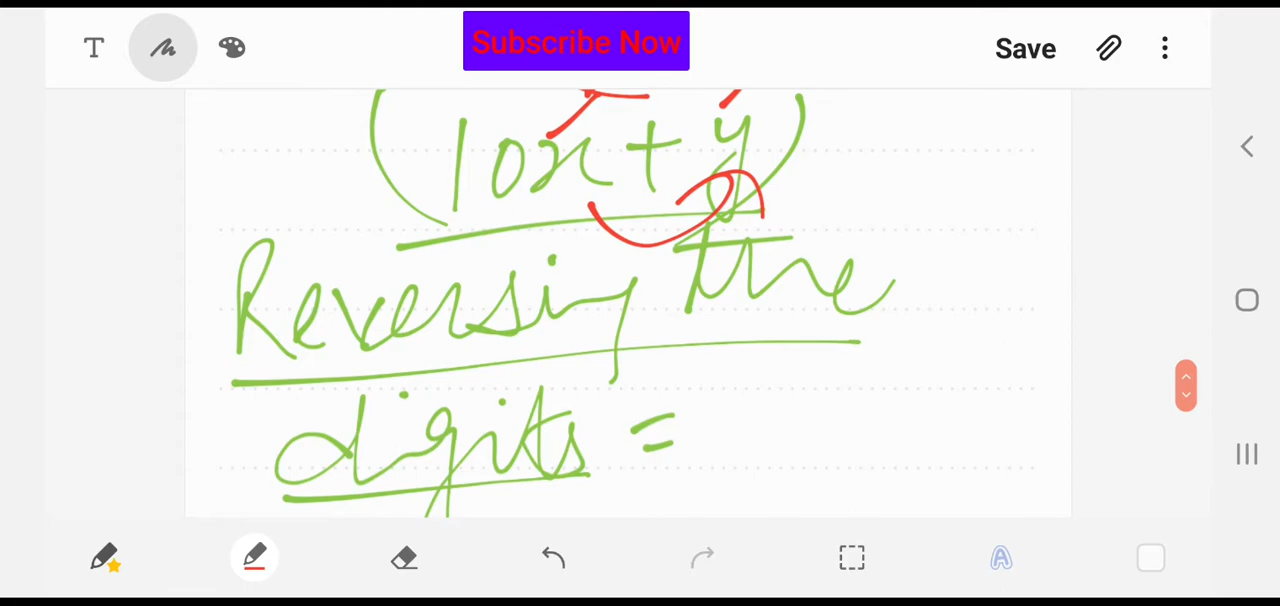 Subscribe Now
T Save
(10x + y)
Reversing the
digits =
A